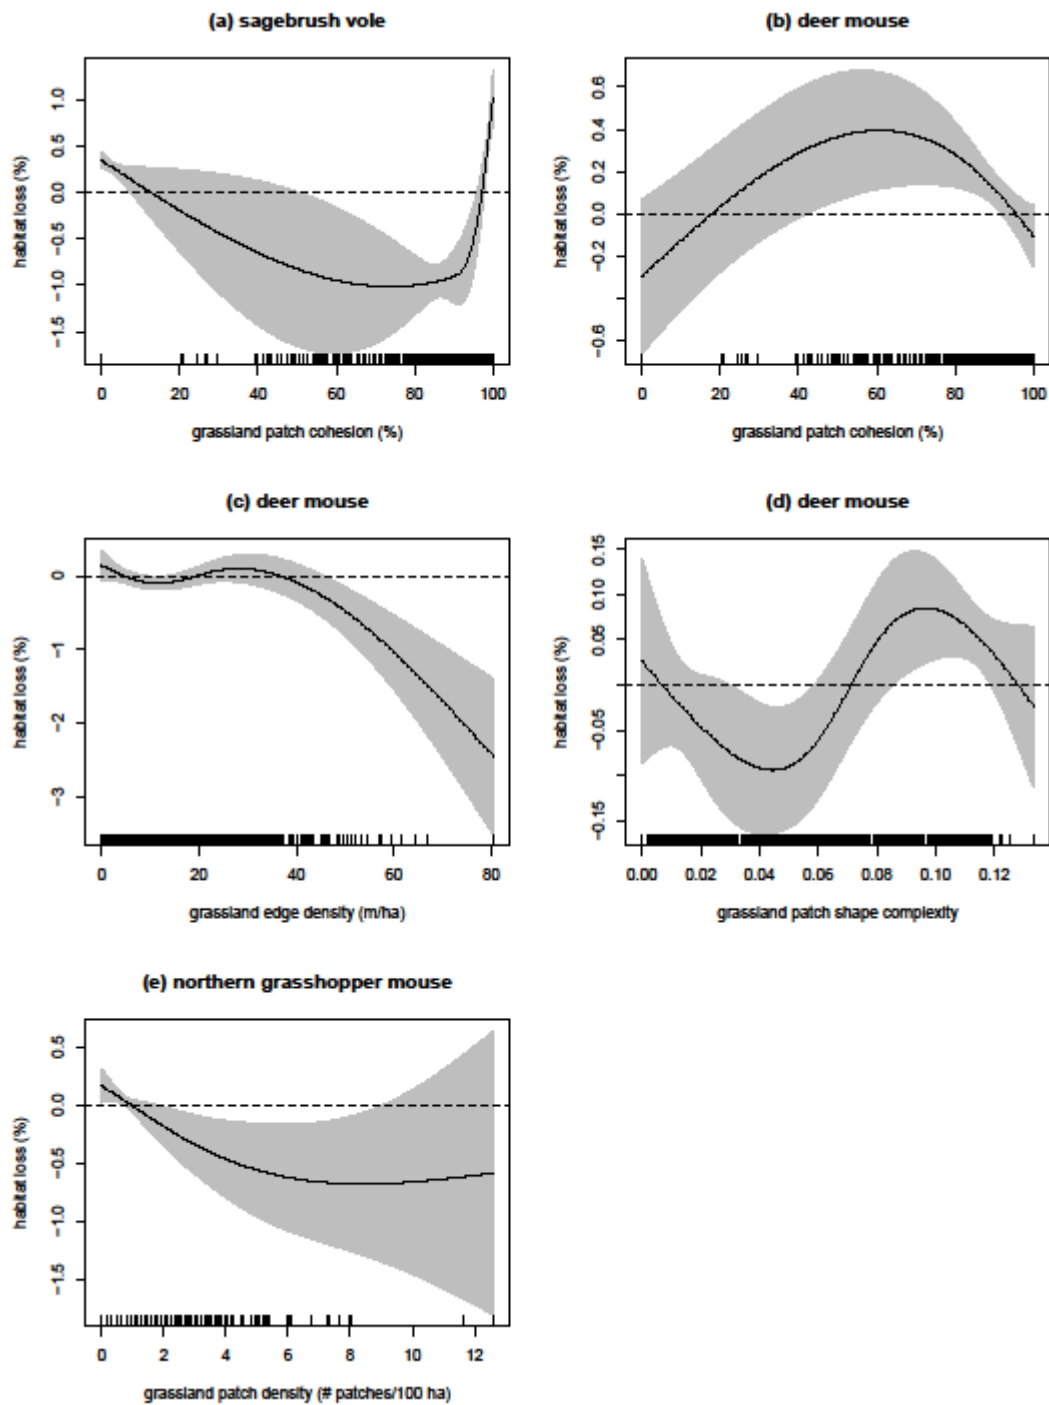 (a) sagebrush vole
habitat loss (%)
1.0
0.5
0.0
−0.5
−1.0
−1.5
0 20 40 60 80 100
grassland patch cohesion (%)
(b) deer mouse
habitat loss (%)
0.6
0.4
0.2
0.0
−0.2
−0.6
0 20 40 60 80 100
grassland patch cohesion (%)
(c) deer mouse
habitat loss (%)
0
−1
−2
−3
0 20 40 60 80
grassland edge density (m/ha)
(d) deer mouse
habitat loss (%)
0.15
0.10
0.05
−0.05
−0.15
0.00 0.02 0.04 0.06 0.08 0.10 0.12
grassland patch shape complexity
(e) northern grasshopper mouse
habitat loss (%)
0.5
0.0
−0.5
−1.0
−1.5
0 2 4 6 8 10 12
grassland patch density (# patches/100 ha)